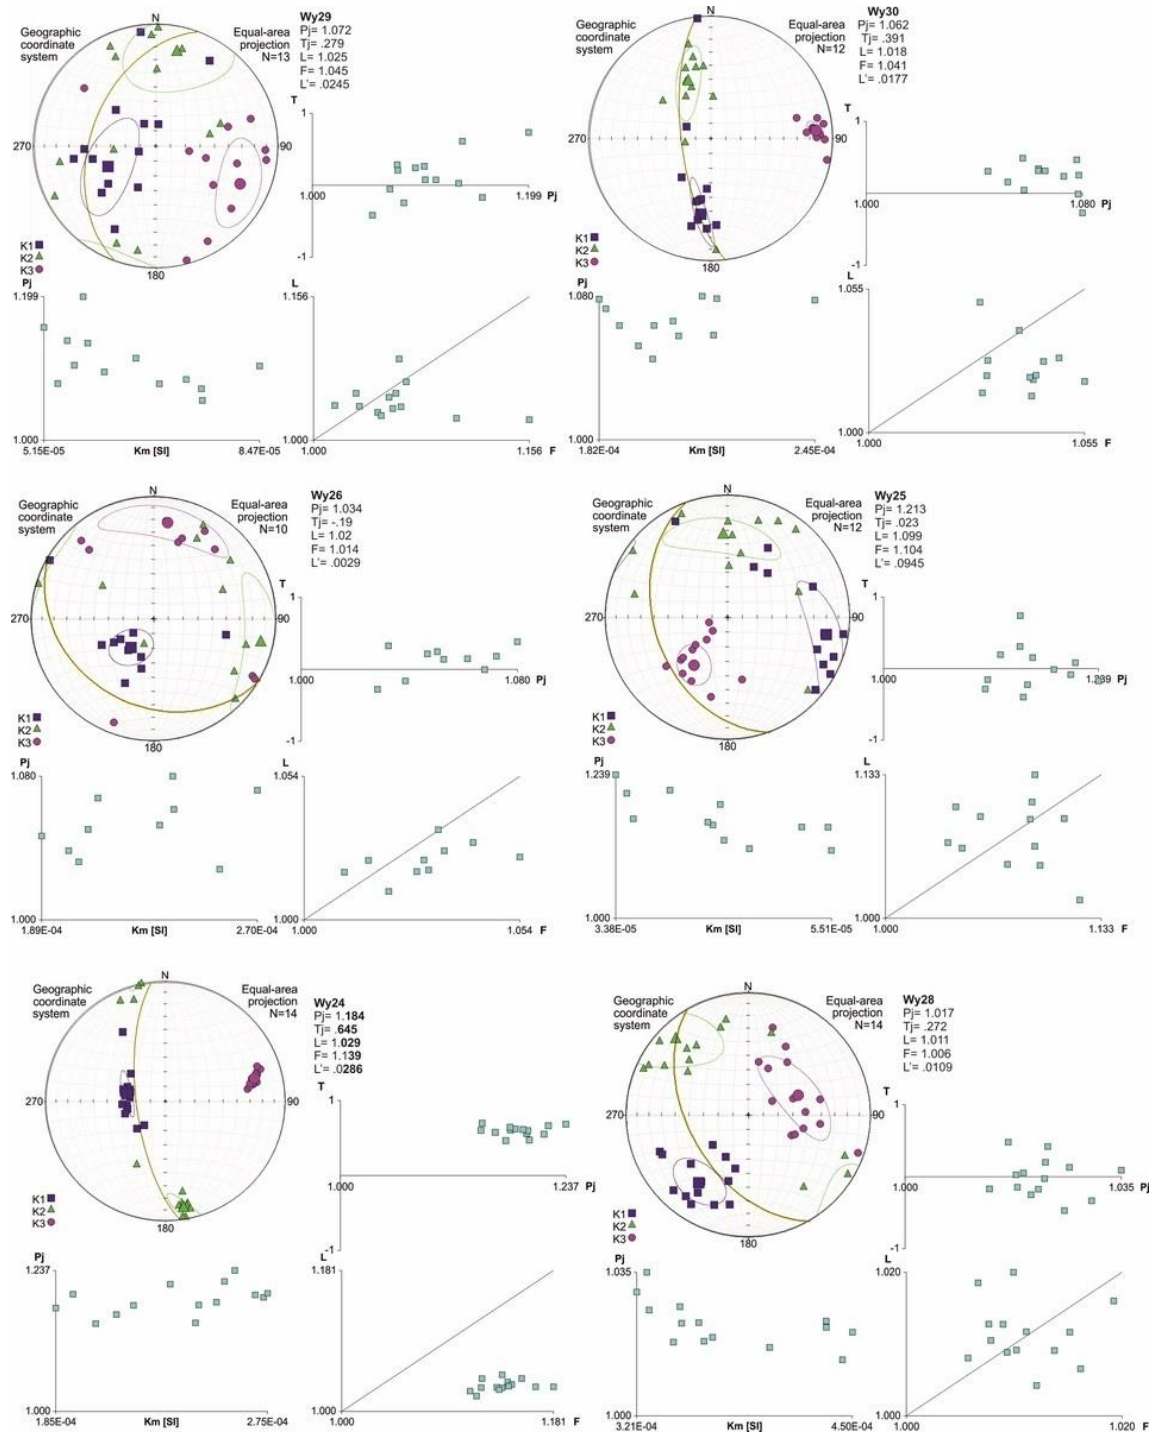 Geographic
coordinate
system
N
Equal-area
projection
N=13
Wy29
Pj= 1.072
Tj= .279
L= 1.025
F= 1.045
L'= .0245
270
90
180
K1
K2
K3
T
1
1.000
1.199 Pj
-1
Pj
1.199
1.000
5.15E-05 Km [SI] 8.47E-05
L
1.156
1.000
1.000
1.156 F
Geographic
coordinate
system
N
Equal-area
projection
N=12
Wy30
Pj= 1.062
Tj= .391
L= 1.018
F= 1.041
L'= .0177
270
90
180
K1
K2
K3
T
1
1.000
1.080 Pj
-1
Pj
1.080
1.000
1.82E-04 Km [SI] 2.45E-04
L
1.055
1.000
1.000
1.055 F
Geographic
coordinate
system
N
Equal-area
projection
N=10
Wy26
Pj= 1.034
Tj= -.19
L= 1.02
F= 1.014
L'= .0029
270
90
180
K1
K2
K3
T
1
1.000
1.080 Pj
-1
Pj
1.080
1.000
1.89E-04 Km [SI] 2.70E-04
L
1.054
1.000
1.000
1.054 F
Geographic
coordinate
system
N
Equal-area
projection
N=12
Wy25
Pj= 1.213
Tj= .023
L= 1.099
F= 1.104
L'= .0945
270
90
180
K1
K2
K3
T
1
1.000
1.239 Pj
-1
Pj
1.239
1.000
3.38E-05 Km [SI] 5.51E-05
L
1.133
1.000
1.000
1.133 F
Geographic
coordinate
system
N
Equal-area
projection
N=14
Wy24
Pj= 1.184
Tj= .645
L= 1.029
F= 1.139
L'= .0286
270
90
180
K1
K2
K3
T
1
1.000
1.237 Pj
-1
Pj
1.237
1.000
1.85E-04 Km [SI] 2.75E-04
L
1.181
1.000
1.000
1.181 F
Geographic
coordinate
system
N
Equal-area
projection
N=14
Wy28
Pj= 1.017
Tj= .272
L= 1.011
F= 1.006
L'= .0109
270
90
180
K1
K2
K3
T
1
1.000
1.035 Pj
-1
Pj
1.035
1.000
3.21E-04 Km [SI] 4.50E-04
L
1.020
1.000
1.000
1.020 F